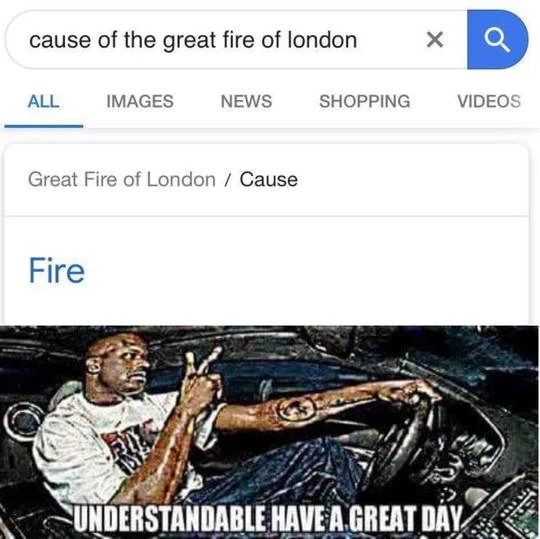 cause of the great fire of london ×
ALL IMAGES NEWS SHOPPING VIDEOS
Great Fire of London / Cause
Fire
UNDERSTANDABLE HAVE A GREAT DAY